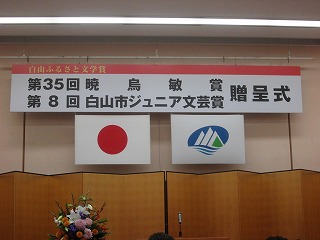 白山ふるさと文学賞
第35回 暁烏敏賞
第8回 白山市ジュニア文芸賞
贈呈式